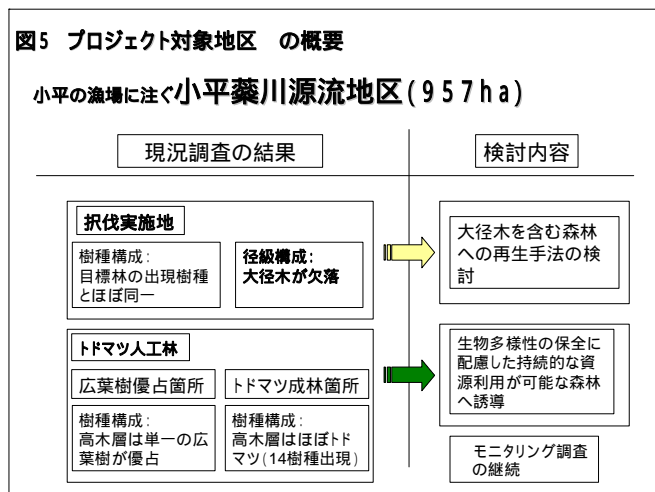 図5 プロジェクト対象地区 の概要
小平の漁場に注ぐ小平蘂川源流地区(957ha)
現況調査の結果
検討内容
択伐実施地
樹種構成:
目標林の出現樹種
とほぼ同一
径級構成:
大径木が欠落
大径木を含む森林
への再生手法の検
討
トドマツ人工林
広葉樹優占箇所
トドマツ成林箇所
樹種構成:
高木層は単一の広
葉樹が優占
樹種構成:
高木層はほぼトド
マツ(14樹種出現)
生物多様性の保全に
配慮した持続的な資
源利用が可能な森林
へ誘導
モニタリング調査
の継続